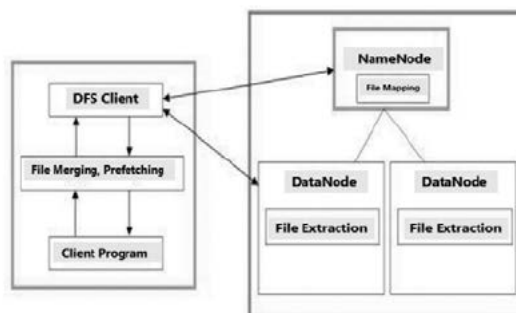 DFS Client
File Merging, Prefetching
Client Program
NameNode
File Mapping
DataNode
File Extraction
DataNode
File Extraction